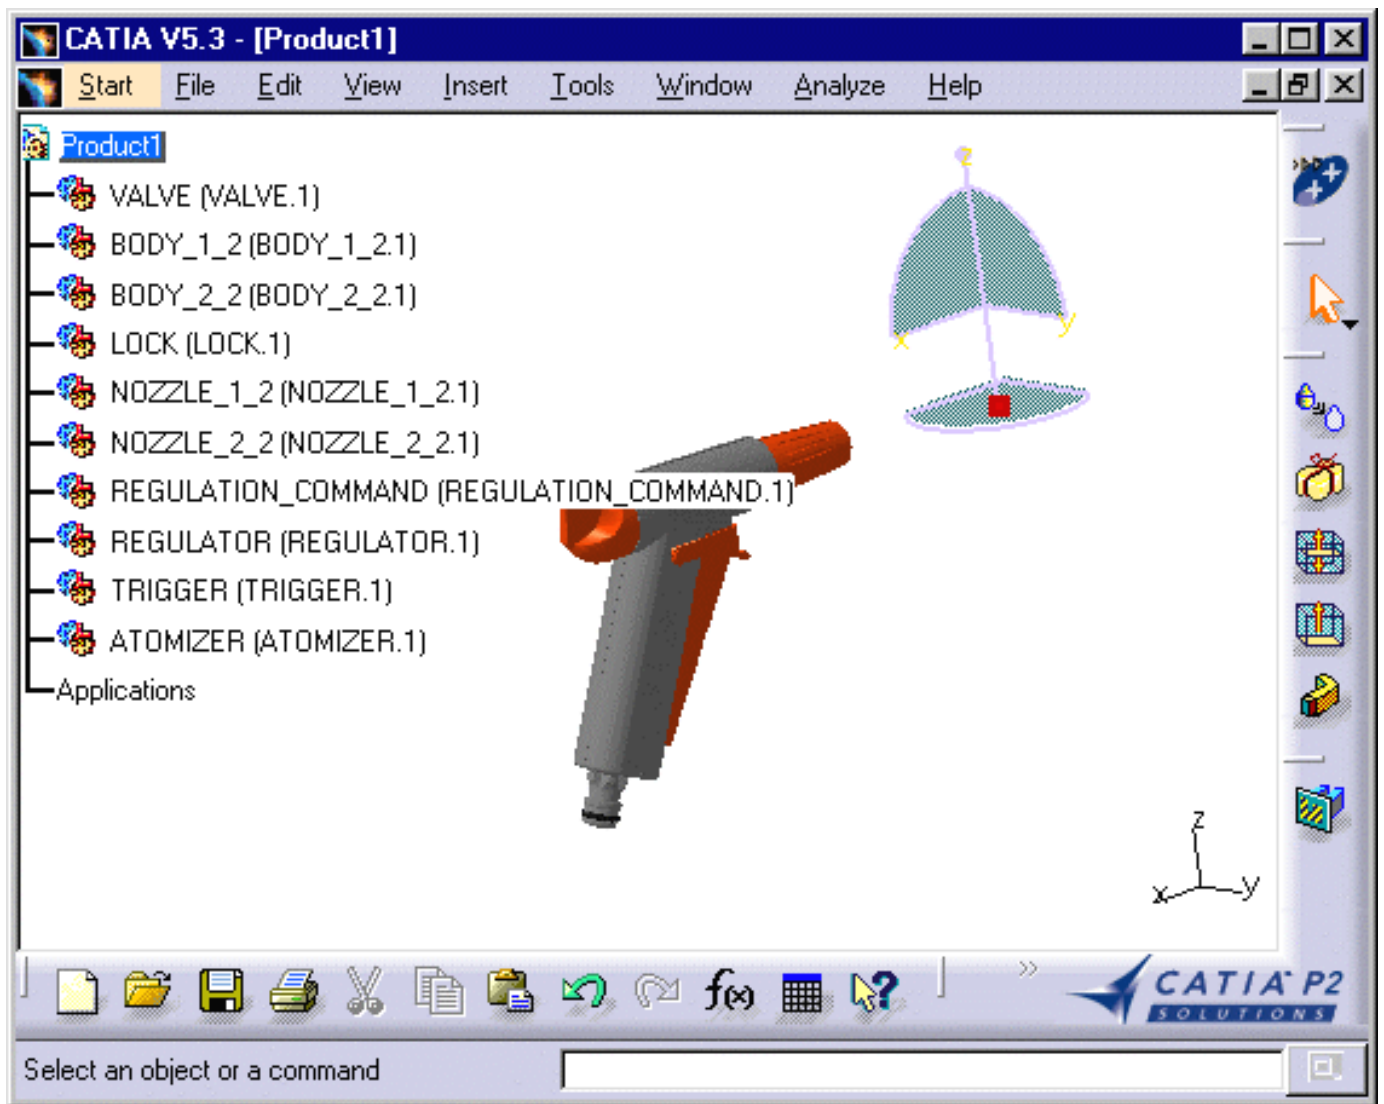 CATIA V5.3 - [Product1]
Start File Edit View Insert Tools Window Analyze Help
Product1
VALVE (VALVE.1)
BODY_1_2 (BODY_1_2.1)
BODY_2_2 (BODY_2_2.1)
LOCK (LOCK.1)
NOZZLE_1_2 (NOZZLE_1_2.1)
NOZZLE_2_2 (NOZZLE_2_2.1)
REGULATION_COMMAND (REGULATION_COMMAND.1)
REGULATOR (REGULATOR.1)
TRIGGER (TRIGGER.1)
ATOMIZER (ATOMIZER.1)
Applications
z
x
y
z
x
y
f(x)
?
CATIA P2
SOLUTIONS
Select an object or a command